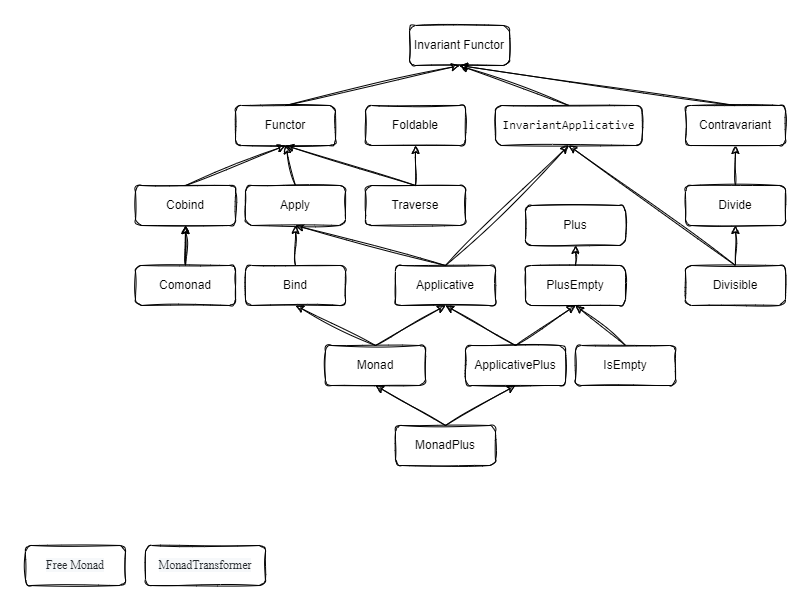 Invariant Functor
Functor
Foldable
InvariantApplicative
Contravariant
Cobind
Apply
Traverse
Divide
Plus
Comonad
Bind
Applicative
PlusEmpty
Divisible
Monad
ApplicativePlus
IsEmpty
MonadPlus
Free Monad
MonadTransformer